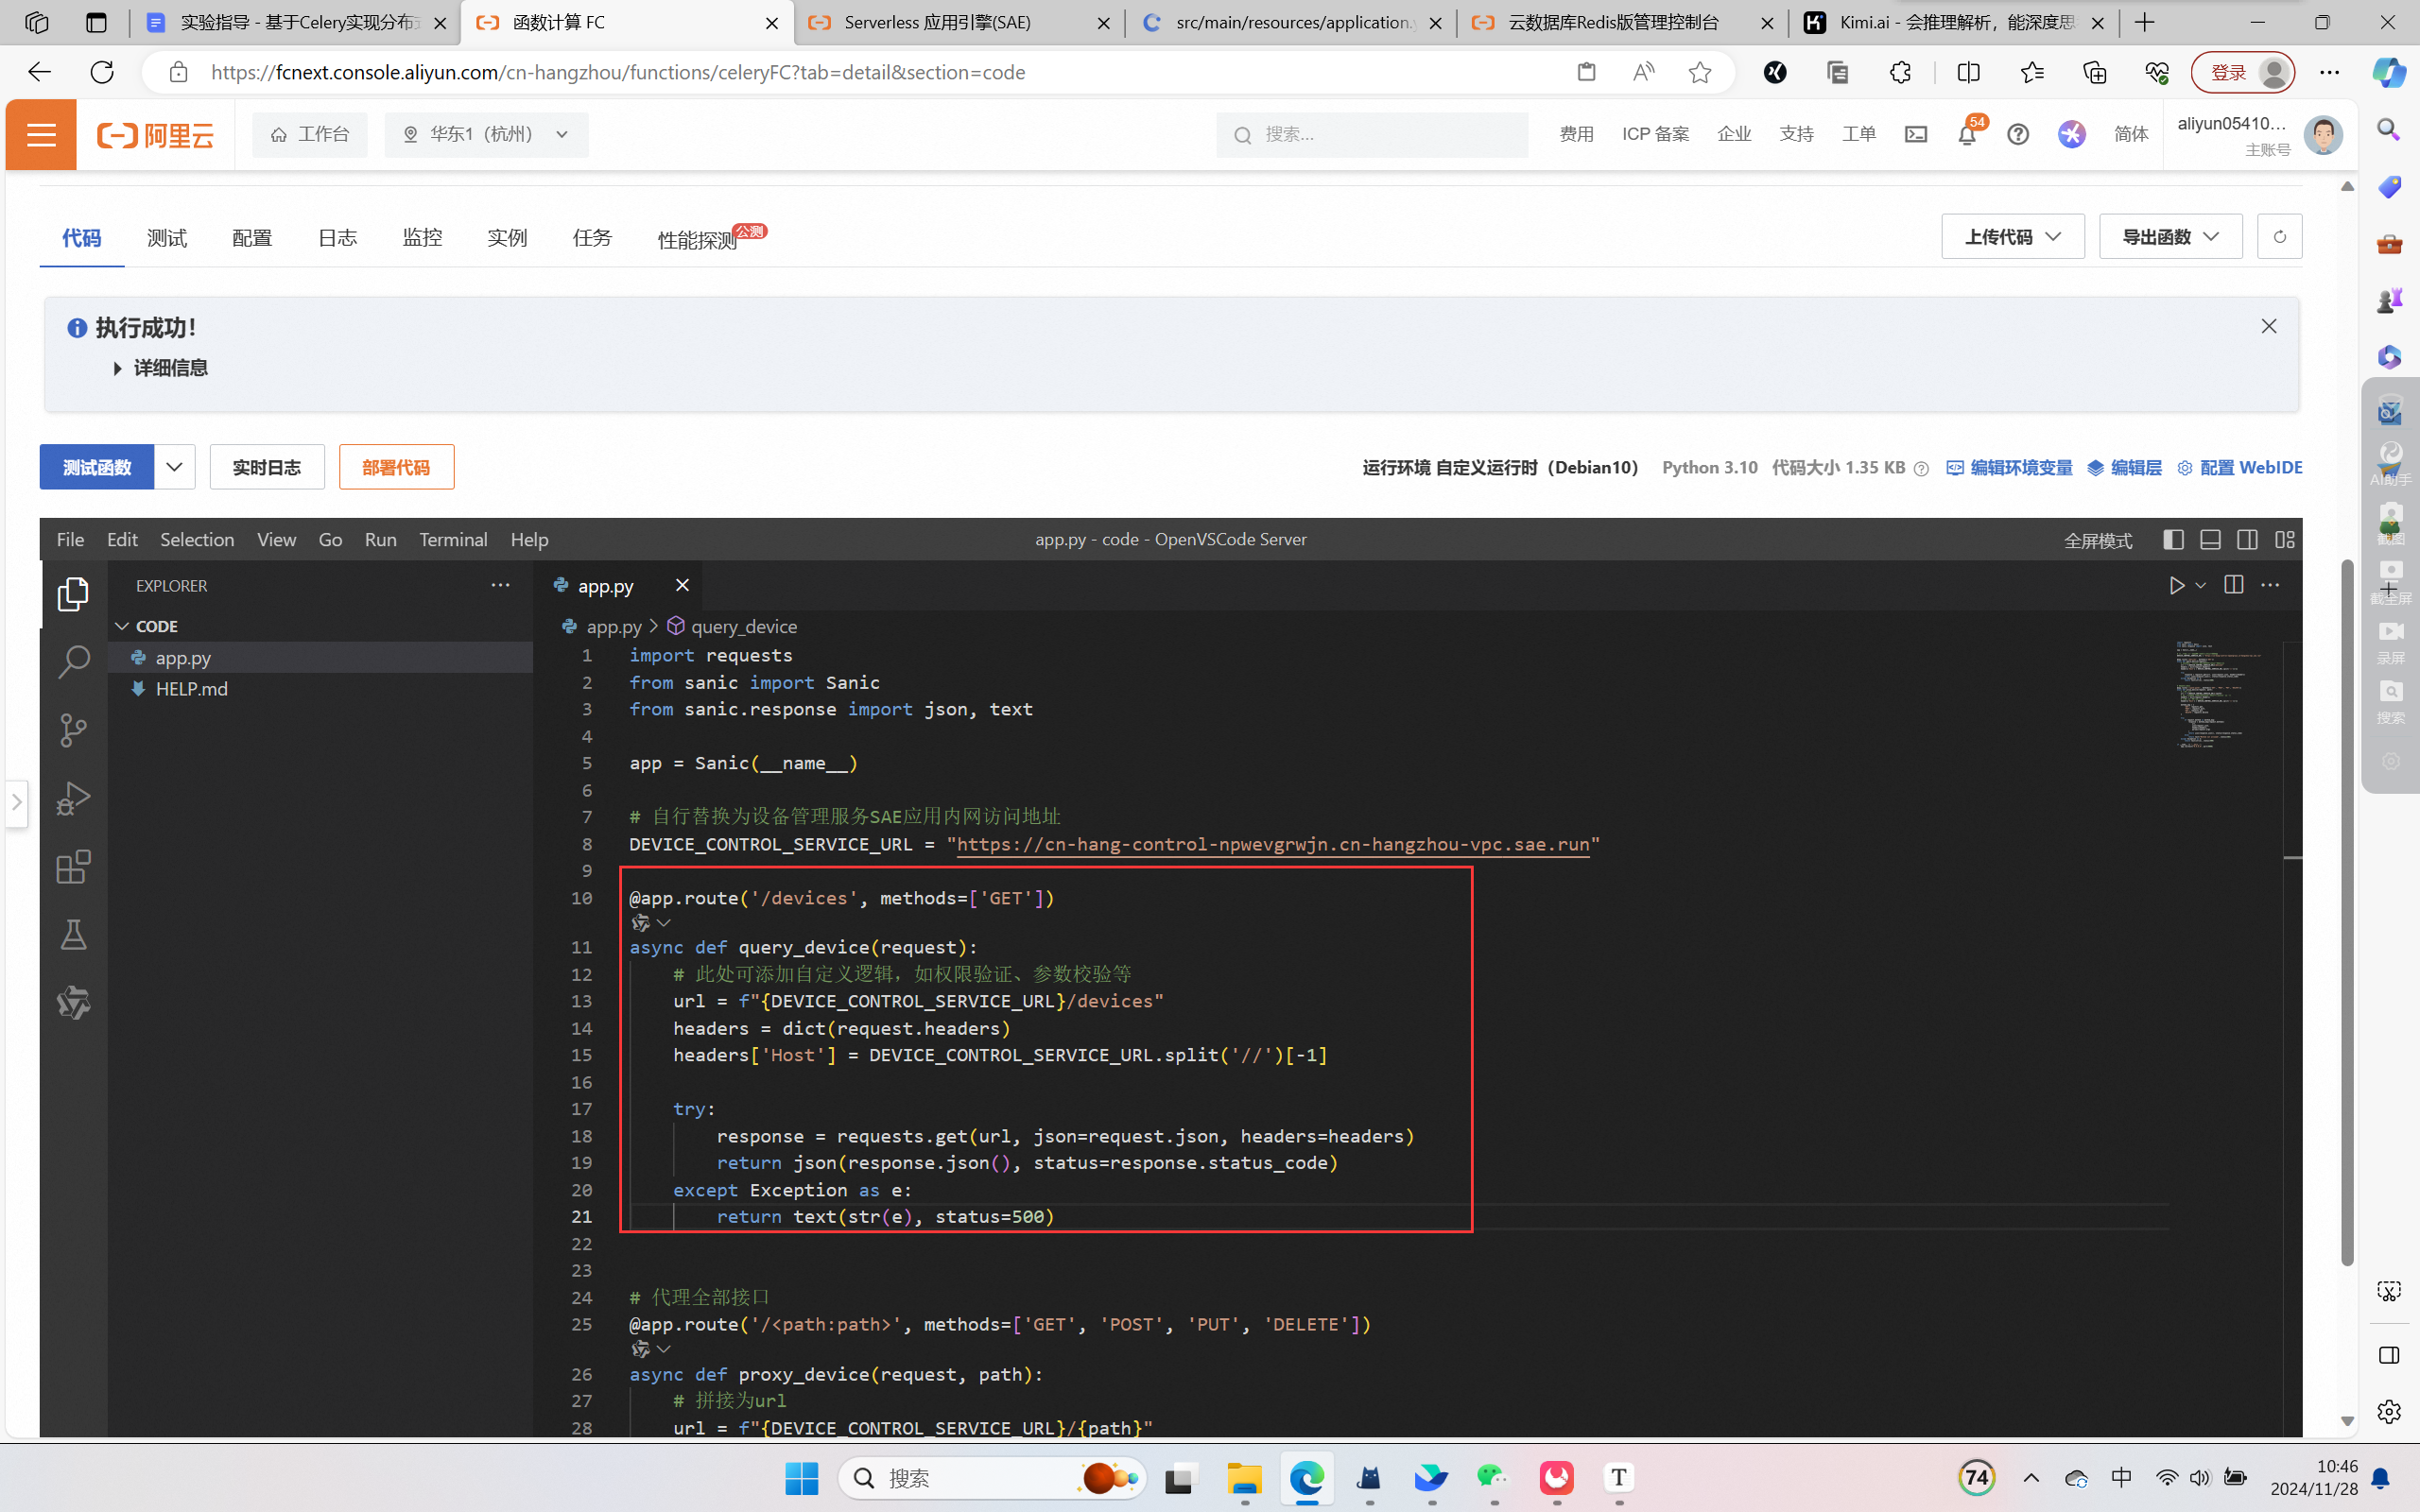 实验指导 - 基于Celery实现分布式
函数计算 FC
Serverless 应用引擎(SAE)
src/main/resources/application.y
云数据库Redis版管理控制台
Kimi.ai - 会推理解析，能深度思
https://fcnext.console.aliyun.com/cn-hangzhou/functions/celeryFC?tab=detail&section=code
登录
阿里云
工作台
华东1（杭州）
搜索...
费用
ICP 备案
企业
支持
工单
54
简体
aliyun05410...
主账号
代码
测试
配置
日志
监控
实例
任务
性能探测
公测
上传代码
导出函数
执行成功！
详细信息
测试函数
实时日志
部署代码
运行环境 自定义运行时（Debian10）
Python 3.10
代码大小 1.35 KB
编辑环境变量
编辑层
配置 WebIDE
AI助手
截图
截全屏
录屏
搜索
File Edit Selection View Go Run Terminal Help
app.py - code - OpenVSCode Server
全屏模式
EXPLORER
app.py
CODE
app.py
HELP.md
app.py > query_device
1 import requests
2 from sanic import Sanic
3 from sanic.response import json, text
4
5 app = Sanic(__name__)
6
7 # 自行替换为设备管理服务SAE应用内网访问地址
8 DEVICE_CONTROL_SERVICE_URL = "https://cn-hang-control-npwevgrwjn.cn-hangzhou-vpc.sae.run"
9
10 @app.route('/devices', methods=['GET'])
11 async def query_device(request):
12 # 此处可添加自定义逻辑，如权限验证、参数校验等
13 url = f"{DEVICE_CONTROL_SERVICE_URL}/devices"
14 headers = dict(request.headers)
15 headers['Host'] = DEVICE_CONTROL_SERVICE_URL.split('//')[-1]
16
17 try:
18 response = requests.get(url, json=request.json, headers=headers)
19 return json(response.json(), status=response.status_code)
20 except Exception as e:
21 return text(str(e), status=500)
22
23
24 # 代理全部接口
25 @app.route('/<path:path>', methods=['GET', 'POST', 'PUT', 'DELETE'])
26 async def proxy_device(request, path):
27 # 拼接为url
28 url = f"{DEVICE_CONTROL_SERVICE_URL}/{path}"
搜索
T
74
中
10:46
2024/11/28